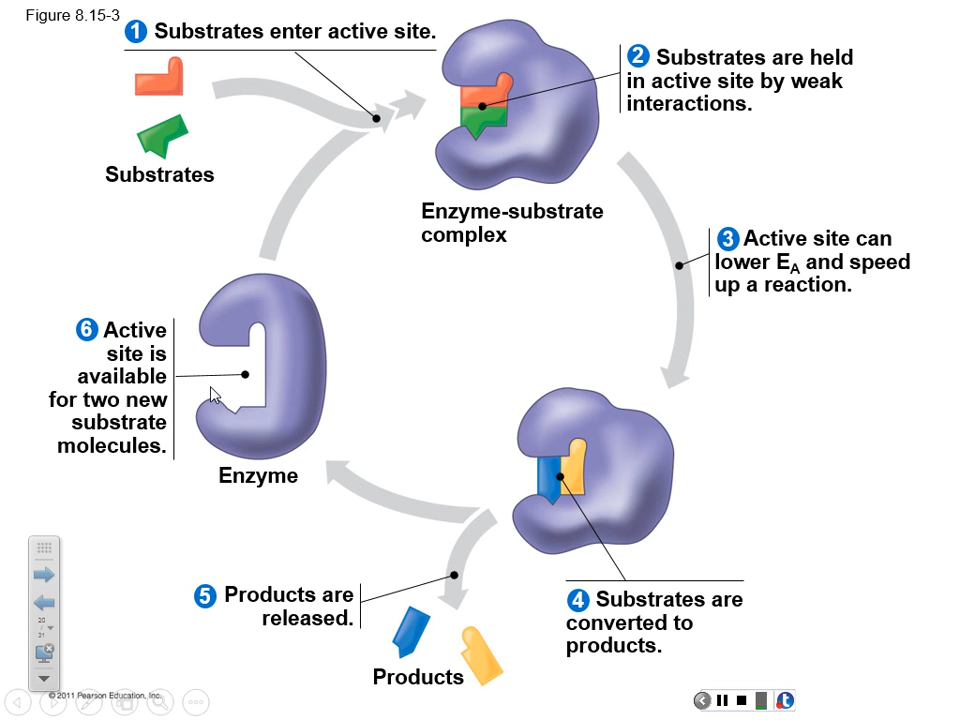 Figure 8.15-3
1 Substrates enter active site.
Substrates
2 Substrates are held
in active site by weak
interactions.
Enzyme-substrate
complex
3 Active site can
lower EA and speed
up a reaction.
6 Active
site is
available
for two new
substrate
molecules.
Enzyme
5 Products are
released.
Products
4 Substrates are
converted to
products.
20
/
31
© 2011 Pearson Education, Inc.
t